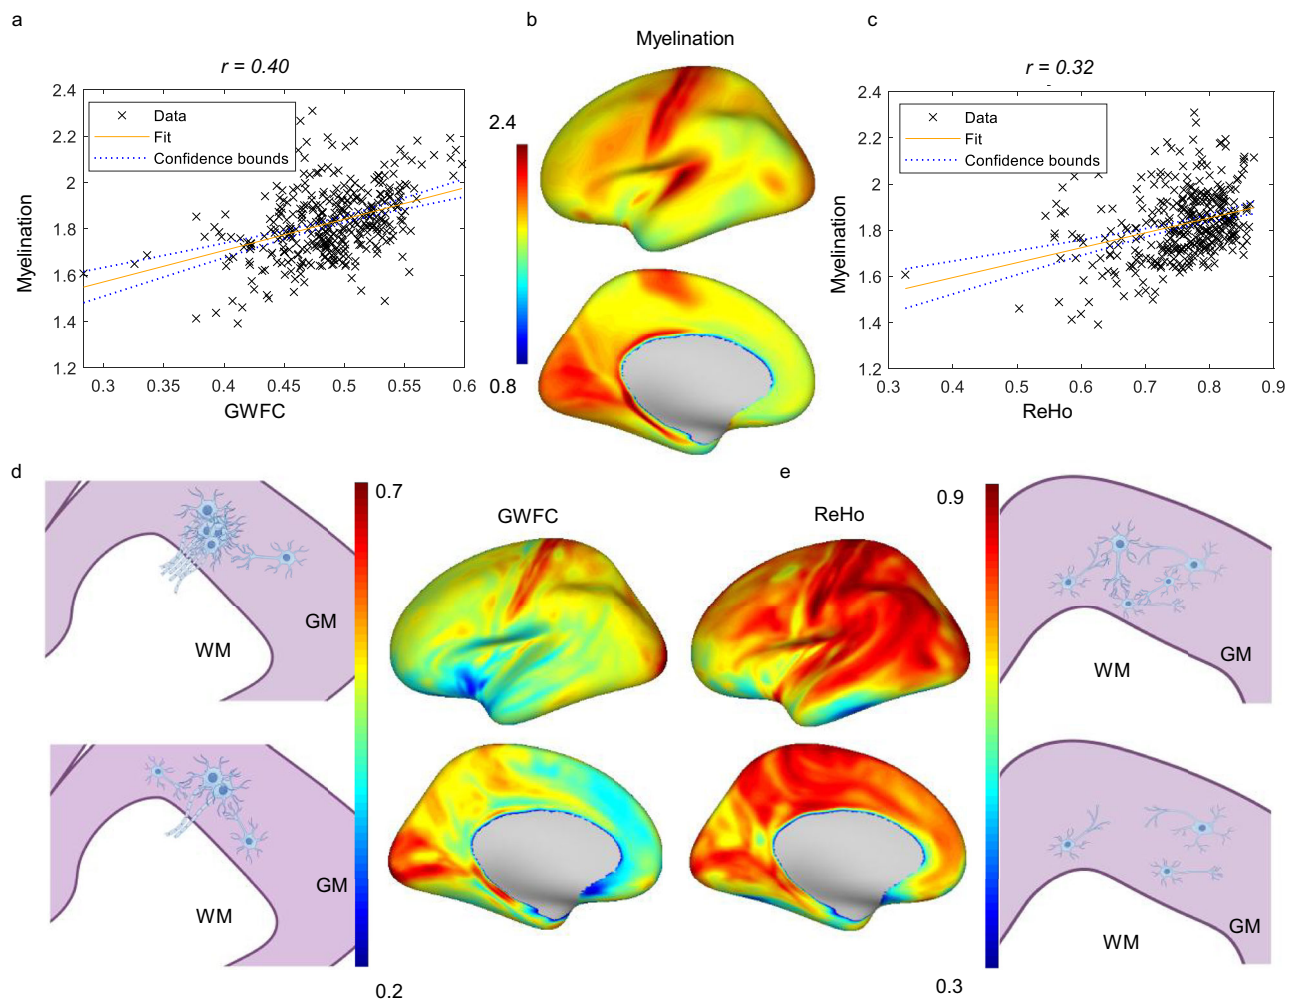 a
r = 0.40
Data
Fit
Confidence bounds
2.4
2.2
2
1.8
1.6
1.4
1.2
0.3
0.35
0.4
0.45
0.5
0.55
0.6
Myelination
GWFC
b
Myelination
2.4
0.8
c
r = 0.32
Data
Fit
Confidence bounds
2.4
2.2
2
1.8
1.6
1.4
1.2
0.3
0.4
0.5
0.6
0.7
0.8
0.9
Myelination
ReHo
d
GM
WM
GM
WM
0.7
0.2
GWFC
e
ReHo
0.9
0.3
GM
WM
GM
WM